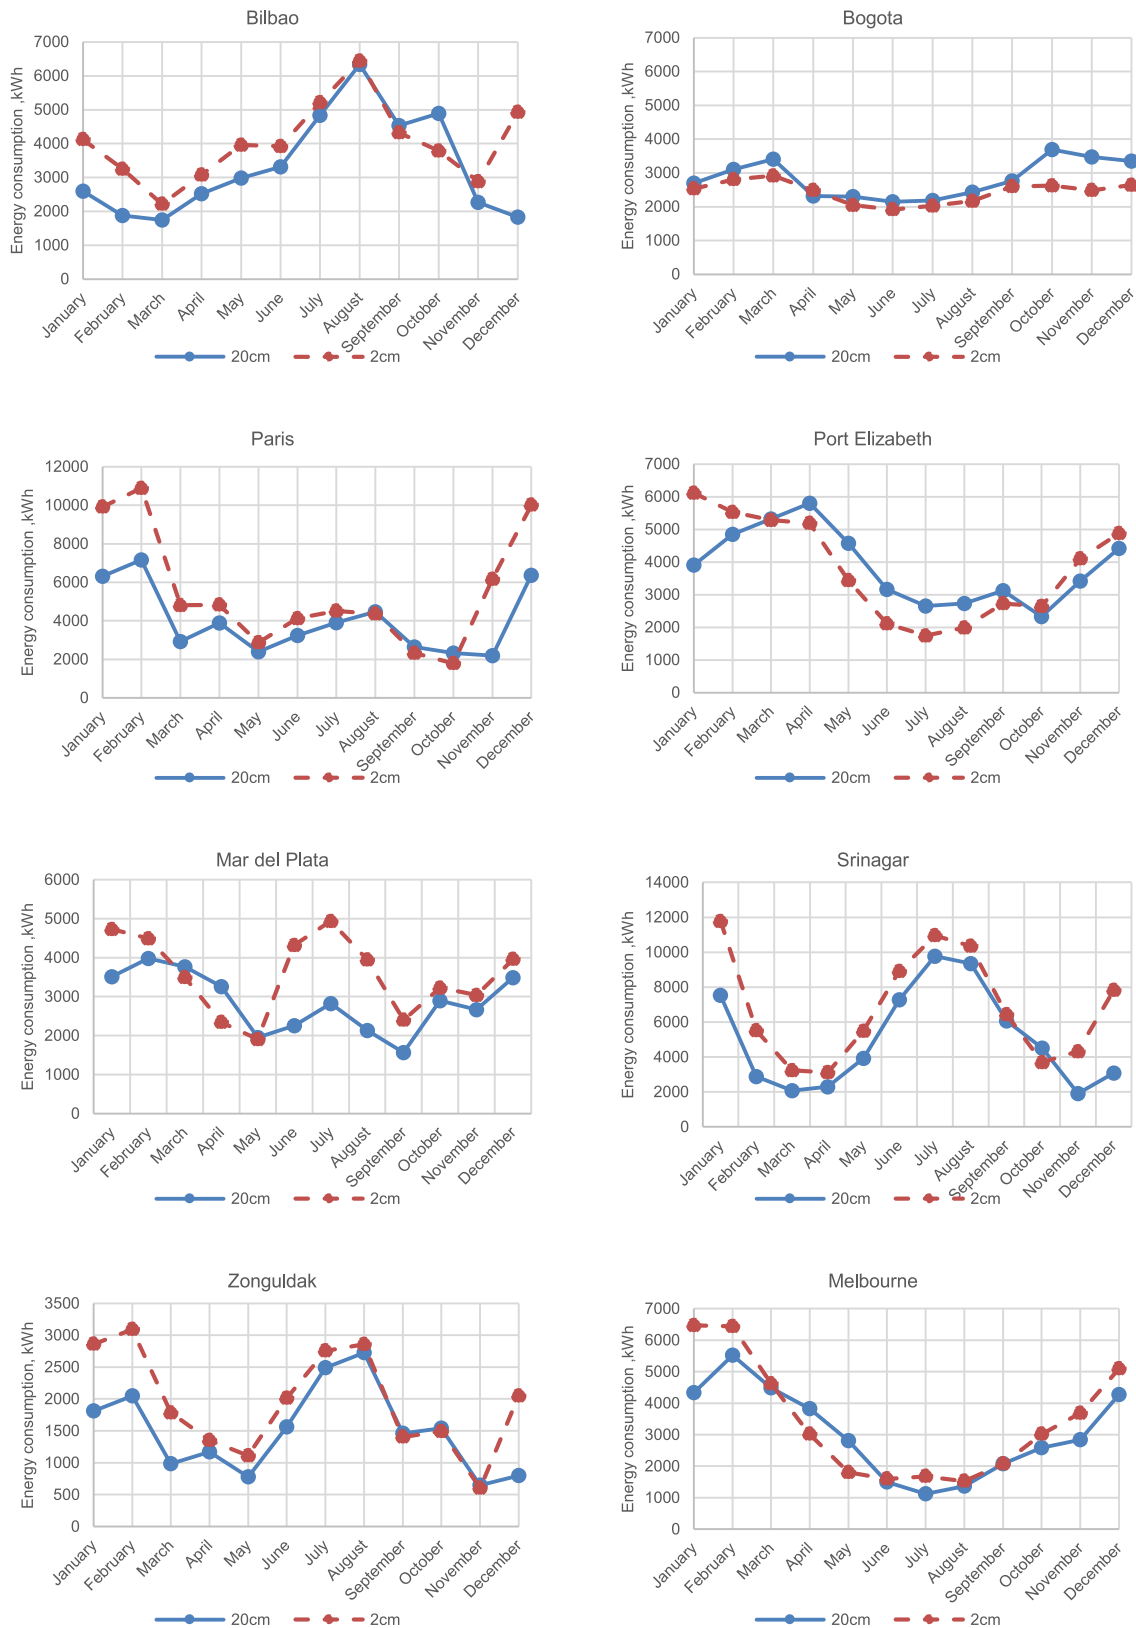 Bilbao
Energy consumption ,kWh
7000
6000
5000
4000
3000
2000
1000
0
January
February
March
April
May
June
July
August
September
October
November
December
20cm 2cm
Bogota
Energy consumption ,kWh
7000
6000
5000
4000
3000
2000
1000
0
January
February
March
April
May
June
July
August
September
October
November
December
20cm 2cm
Paris
Energy consumption ,kWh
12000
10000
8000
6000
4000
2000
0
January
February
March
April
May
June
July
August
September
October
November
December
20cm 2cm
Port Elizabeth
Energy consumption ,kWh
7000
6000
5000
4000
3000
2000
1000
0
January
February
March
April
May
June
July
August
September
October
November
December
20cm 2cm
Mar del Plata
Energy consumption ,kWh
6000
5000
4000
3000
2000
1000
0
January
February
March
April
May
June
July
August
September
October
November
December
20cm 2cm
Srinagar
Energy consumption ,kWh
14000
12000
10000
8000
6000
4000
2000
0
January
February
March
April
May
June
July
August
September
October
November
December
20cm 2cm
Zonguldak
Energy consumption, kWh
3500
3000
2500
2000
1500
1000
500
0
January
February
March
April
May
June
July
August
September
October
November
December
20cm 2cm
Melbourne
Energy consumption ,kWh
7000
6000
5000
4000
3000
2000
1000
0
January
February
March
April
May
June
July
August
September
October
November
December
20cm 2cm